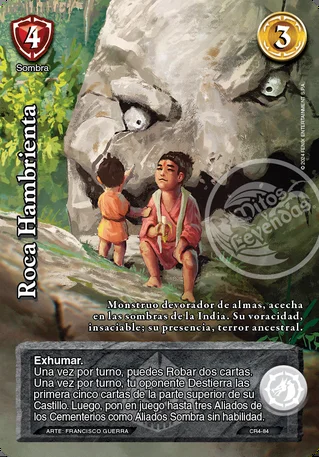 4
3
Sombra
© 2024 FENIX ENTERTAINMENT S.P.A.
Roca Hambrienta
Mitos y Leyendas
Monstruo devorador de almas, acecha
en las sombras de la India. Su voracidad,
insaciable; su presencia, terror ancestral.
Exhumar.
Una vez por turno, puedes Robar dos cartas.
Una vez por turno, tu oponente Destierra las
primera cinco cartas de la parte superior de su
Castillo. Luego, pon en juego hasta tres Aliados de
los Cementerios como Aliados Sombra sin habilidad.
ARTE: FRANCISCO GUERRA
CR4-84